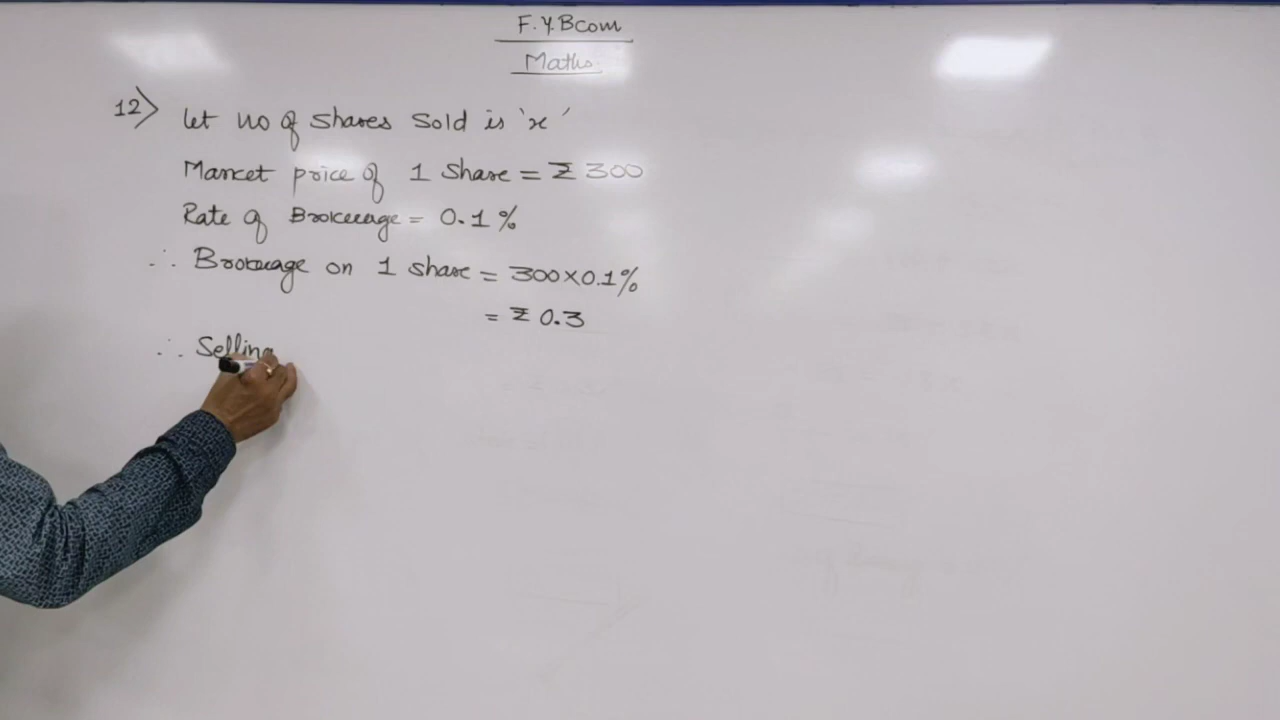 F.Y.Bcom
Maths
12> Let no of shares sold is 'x'
Market price of 1 share = ₹ 300
Rate of Brokerage = 0.1%
∴ Brokerage on 1 share = 300×0.1%
= ₹ 0.3
∴ Selling